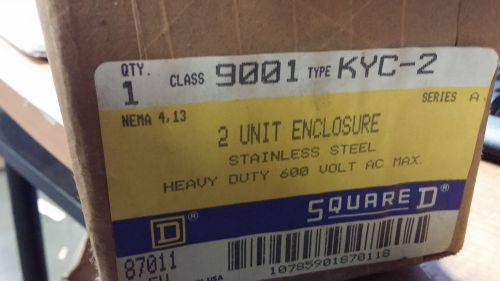 QTY.
1 CLASS 9001 TYPE KYC-2
NEMA 4,13 SERIES A
2 UNIT ENCLOSURE
STAINLESS STEEL
HEAVY DUTY 600 VOLT AC MAX.
D® SQUARE D®
87011
USA
10785901870118